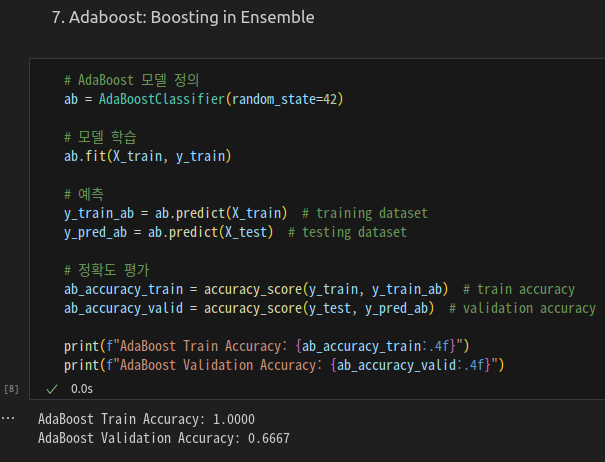 7. Adaboost: Boosting in Ensemble
# AdaBoost 모델 정의
ab = AdaBoostClassifier(random_state=42)
# 모델 학습
ab.fit(X_train, y_train)
# 예측
y_train_ab = ab.predict(X_train)  # training dataset
y_pred_ab = ab.predict(X_test)  # testing dataset
# 정확도 평가
ab_accuracy_train = accuracy_score(y_train, y_train_ab)  # train accuracy
ab_accuracy_valid = accuracy_score(y_test, y_pred_ab)  # validation accuracy
print(f"AdaBoost Train Accuracy: {ab_accuracy_train:.4f}")
print(f"AdaBoost Validation Accuracy: {ab_accuracy_valid:.4f}")
[8] ✓ 0.0s
... AdaBoost Train Accuracy: 1.0000
AdaBoost Validation Accuracy: 0.6667